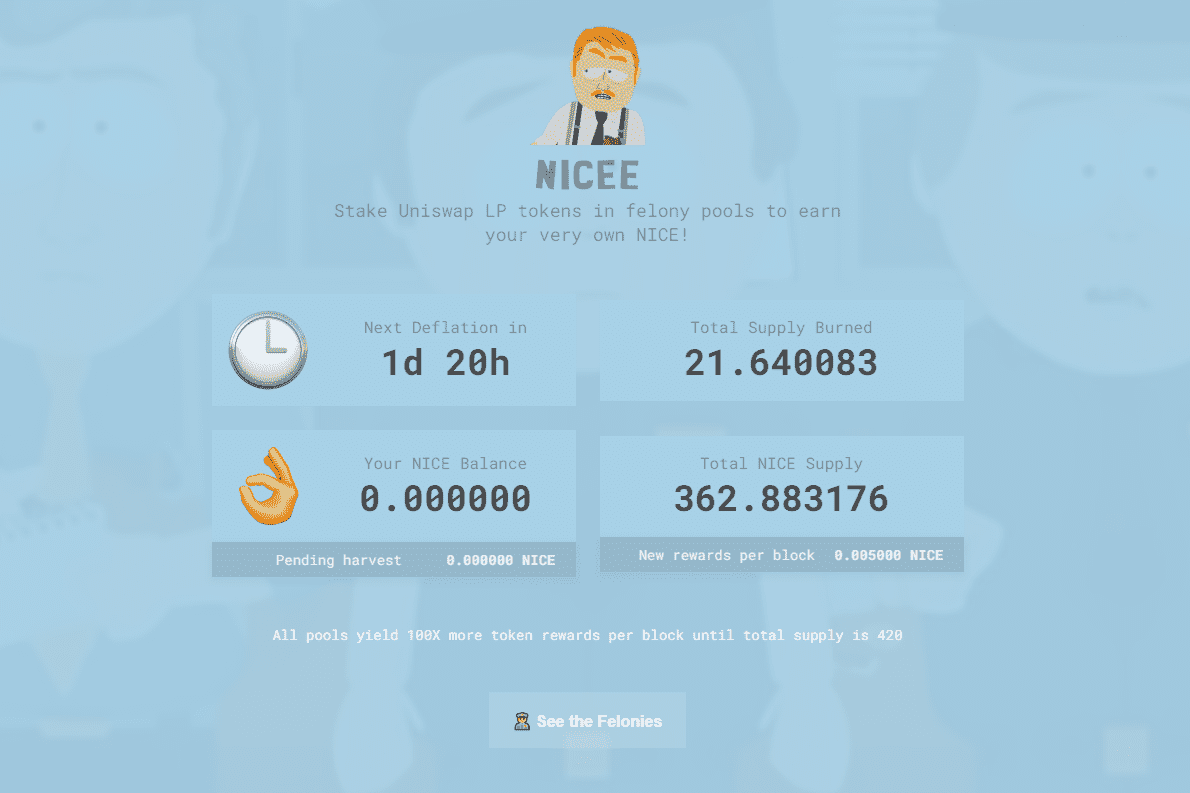 NICEE
Stake Uniswap LP tokens in felony pools to earn
your very own NICE!
Next Deflation in
1d 20h
Total Supply Burned
21.640083
Your NICE Balance
0.000000
Pending harvest 0.000000 NICE
Total NICE Supply
362.883176
New rewards per block 0.005000 NICE
All pools yield 100X more token rewards per block until total supply is 420
See the Felonies